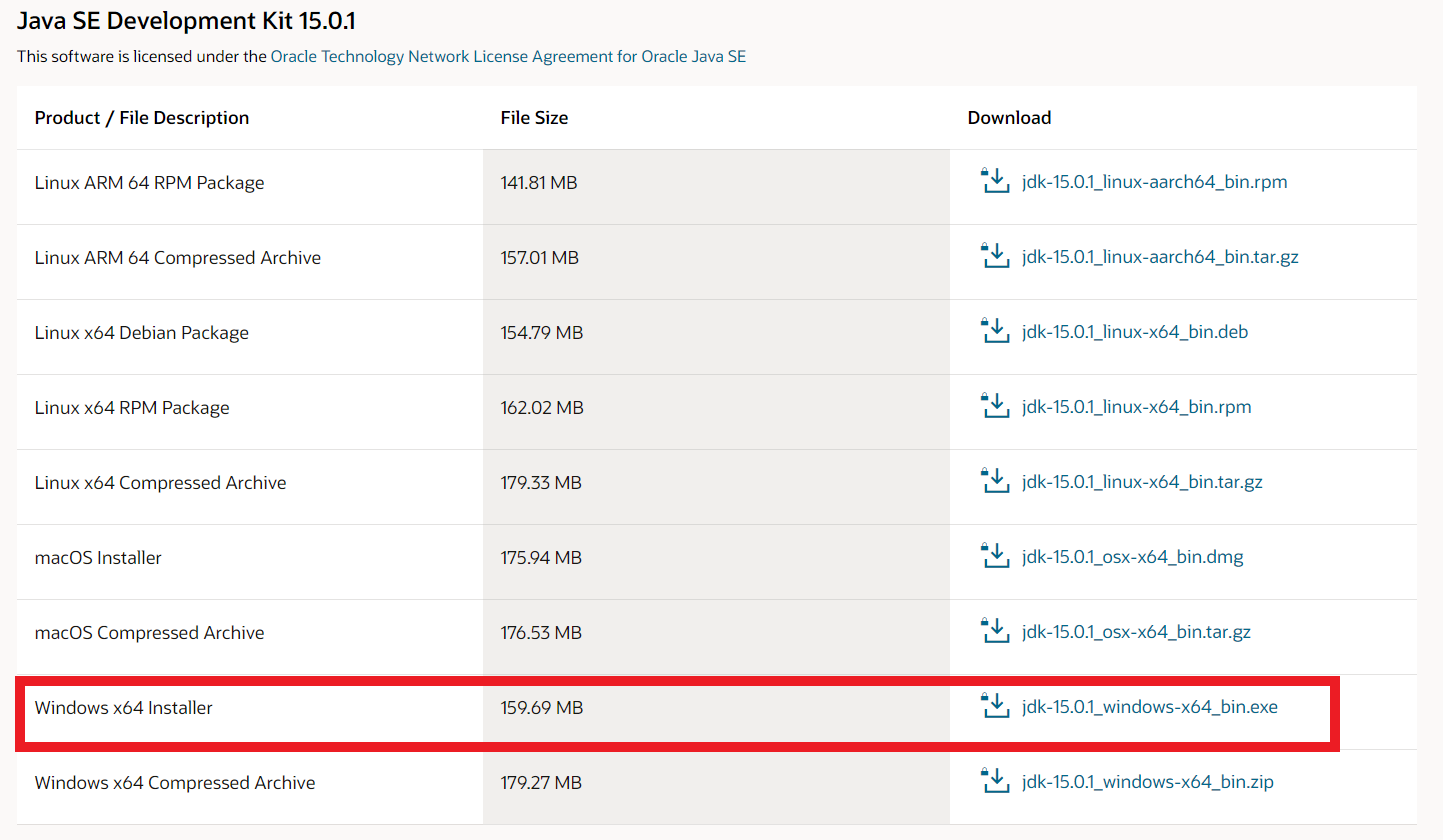 Java SE Development Kit 15.0.1
This software is licensed under the Oracle Technology Network License Agreement for Oracle Java SE
Product / File Description File Size Download
Linux ARM 64 RPM Package 141.81 MB jdk-15.0.1_linux-aarch64_bin.rpm
Linux ARM 64 Compressed Archive 157.01 MB jdk-15.0.1_linux-aarch64_bin.tar.gz
Linux x64 Debian Package 154.79 MB jdk-15.0.1_linux-x64_bin.deb
Linux x64 RPM Package 162.02 MB jdk-15.0.1_linux-x64_bin.rpm
Linux x64 Compressed Archive 179.33 MB jdk-15.0.1_linux-x64_bin.tar.gz
macOS Installer 175.94 MB jdk-15.0.1_osx-x64_bin.dmg
macOS Compressed Archive 176.53 MB jdk-15.0.1_osx-x64_bin.tar.gz
Windows x64 Installer 159.69 MB jdk-15.0.1_windows-x64_bin.exe
Windows x64 Compressed Archive 179.27 MB jdk-15.0.1_windows-x64_bin.zip